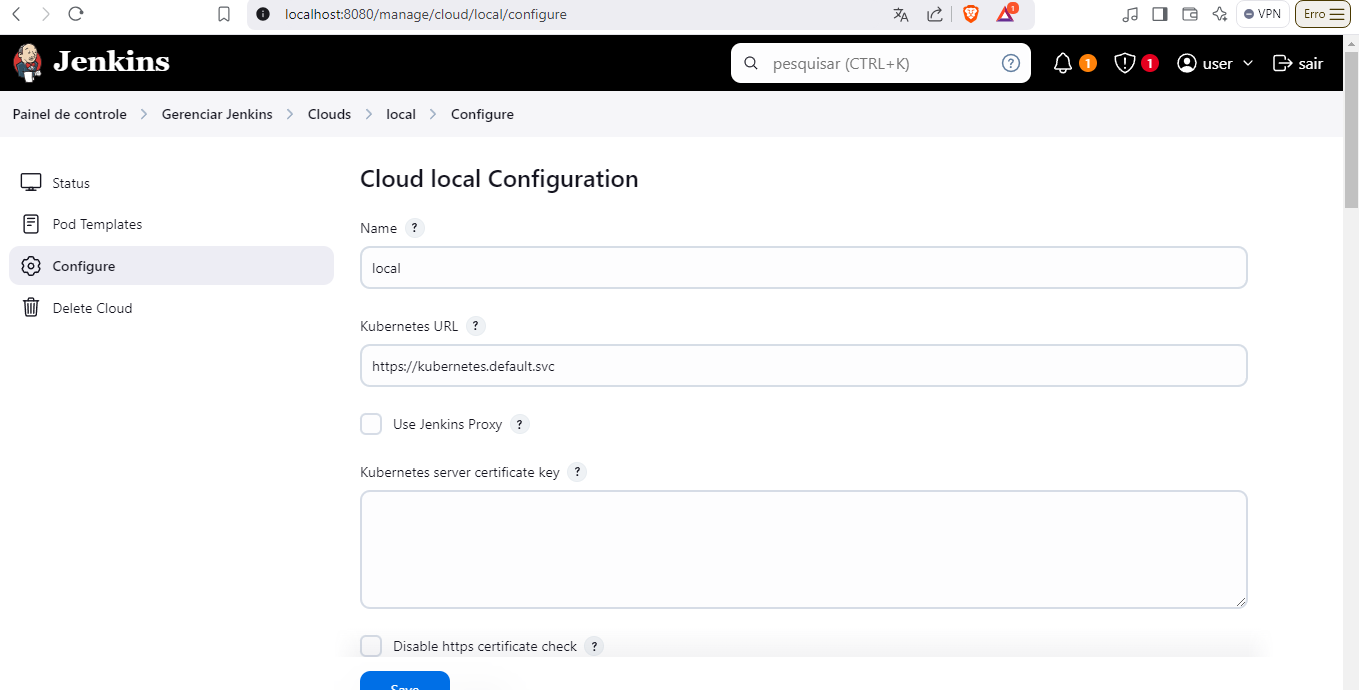 localhost:8080/manage/cloud/local/configure
1
VPN
Erro
Jenkins
pesquisar (CTRL+K)
?
1
1
user
sair
Painel de controle
Gerenciar Jenkins
Clouds
local
Configure
Status
Pod Templates
Configure
Delete Cloud
Cloud local Configuration
Name ?
local
Kubernetes URL ?
https://kubernetes.default.svc
Use Jenkins Proxy ?
Kubernetes server certificate key ?
Disable https certificate check ?
Save